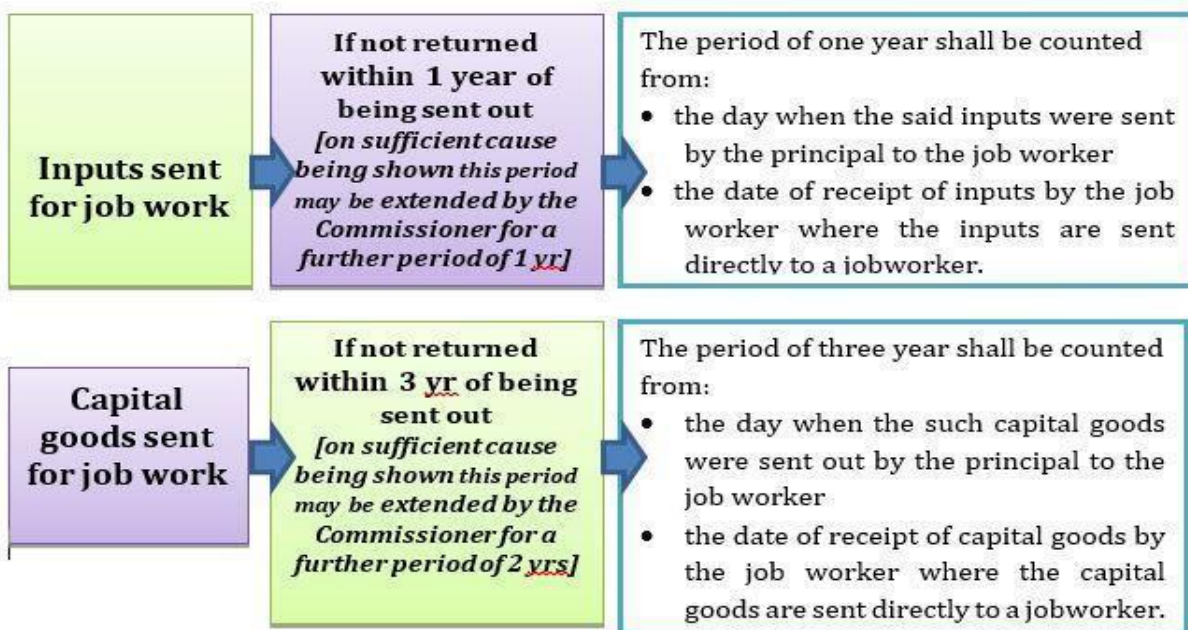 Inputs sent
for job work
If not returned
within 1 year of
being sent out
[on sufficient cause
being shown this period
may be extended by the
Commissioner for a
further period of 1 yr]
The period of one year shall be counted
from:
• the day when the said inputs were sent
by the principal to the job worker
• the date of receipt of inputs by the job
worker where the inputs are sent
directly to a jobworker.
Capital
goods sent
for job work
If not returned
within 3 yr of being
sent out
[on sufficient cause
being shown this period
may be extended by the
Commissioner for a
further period of 2 yrs]
The period of three year shall be counted
from:
• the day when the such capital goods
were sent out by the principal to the
job worker
• the date of receipt of capital goods by
the job worker where the capital
goods are sent directly to a jobworker.